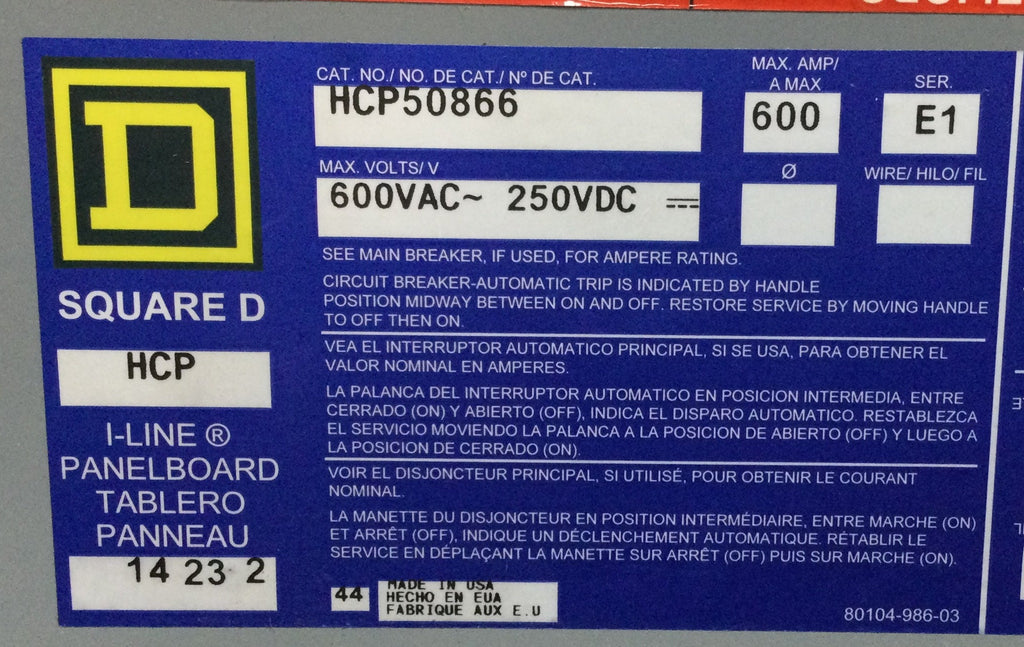 CAT. NO./ NO. DE CAT./ Nº DE CAT.
HCP50866
MAX. AMP/
A MAX
600
SER.
E1
MAX. VOLTS/ V
600VAC~ 250VDC
Ø
WIRE/ HILO/ FIL
SEE MAIN BREAKER, IF USED, FOR AMPERE RATING.
CIRCUIT BREAKER-AUTOMATIC TRIP IS INDICATED BY HANDLE
POSITION MIDWAY BETWEEN ON AND OFF. RESTORE SERVICE BY MOVING HANDLE
TO OFF THEN ON.
VEA EL INTERRUPTOR AUTOMATICO PRINCIPAL, SI SE USA, PARA OBTENER EL
VALOR NOMINAL EN AMPERES.
LA PALANCA DEL INTERRUPTOR AUTOMATICO EN POSICION INTERMEDIA, ENTRE
CERRADO (ON) Y ABIERTO (OFF), INDICA EL DISPARO AUTOMATICO. RESTABLEZCA
EL SERVICIO MOVIENDO LA PALANCA A LA POSICION DE ABIERTO (OFF) Y LUEGO A
LA POSICION DE CERRADO (ON).
VOIR EL DISJONCTEUR PRINCIPAL, SI UTILISÉ, POUR OBTENIR LE COURANT
NOMINAL.
LA MANETTE DU DISJONCTEUR EN POSITION INTERMÉDIAIRE, ENTRE MARCHE (ON)
ET ARRÊT (OFF), INDIQUE UN DÉCLENCHEMENT AUTOMATIQUE. RÉTABLIR LE
SERVICE EN DÉPLAÇANT LA MANETTE SUR ARRÊT (OFF) PUIS SUR MARCHE (ON).
D
SQUARE D
HCP
I-LINE ®
PANELBOARD
TABLERO
PANNEAU
14 23 2
44
MADE IN USA
HECHO EN EUA
FABRIQUE AUX E.U
80104-986-03